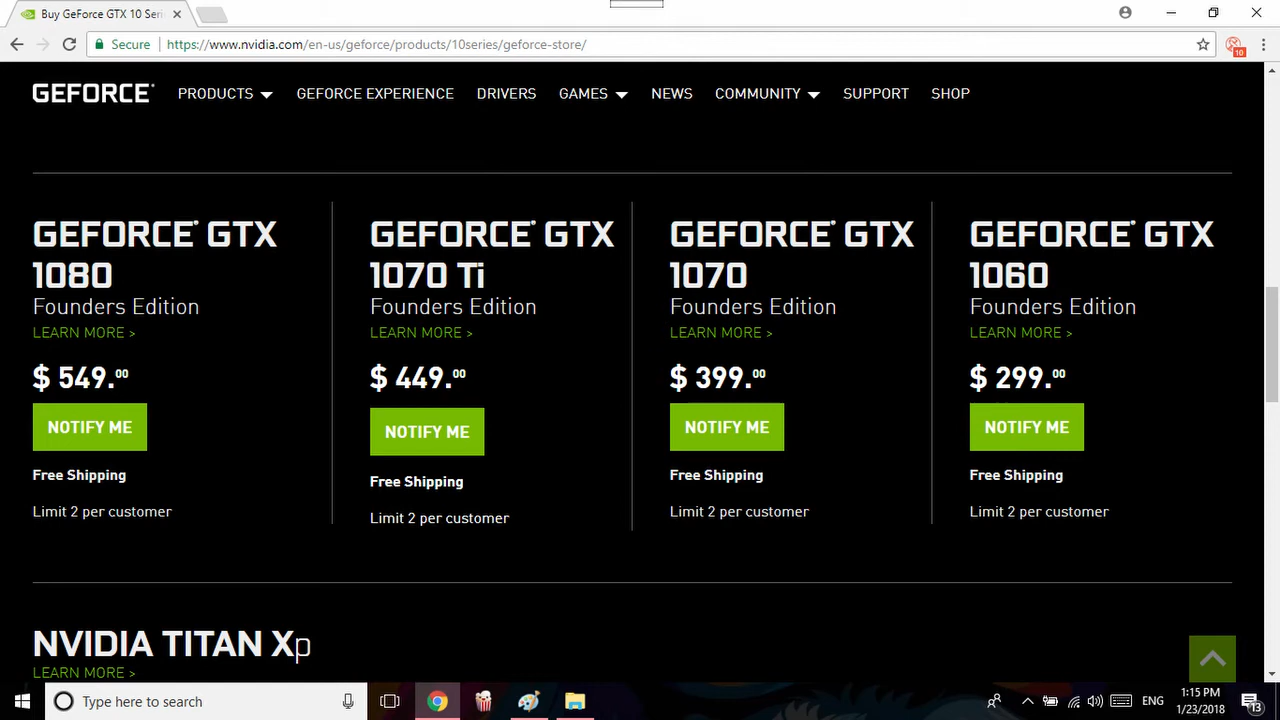 Buy GeForce GTX 10 Seri
Secure https://www.nvidia.com/en-us/geforce/products/10series/geforce-store/
10
GEFORCE PRODUCTS GEFORCE EXPERIENCE DRIVERS GAMES NEWS COMMUNITY SUPPORT SHOP
GEFORCE® GTX
1080
Founders Edition
LEARN MORE >
$ 549.00
NOTIFY ME
Free Shipping
Limit 2 per customer
GEFORCE® GTX
1070 Ti
Founders Edition
LEARN MORE >
$ 449.00
NOTIFY ME
Free Shipping
Limit 2 per customer
GEFORCE® GTX
1070
Founders Edition
LEARN MORE >
$ 399.00
NOTIFY ME
Free Shipping
Limit 2 per customer
GEFORCE® GTX
1060
Founders Edition
LEARN MORE >
$ 299.00
NOTIFY ME
Free Shipping
Limit 2 per customer
NVIDIA TITAN Xp
LEARN MORE >
Type here to search
ENG
1:15 PM
1/23/2018
13